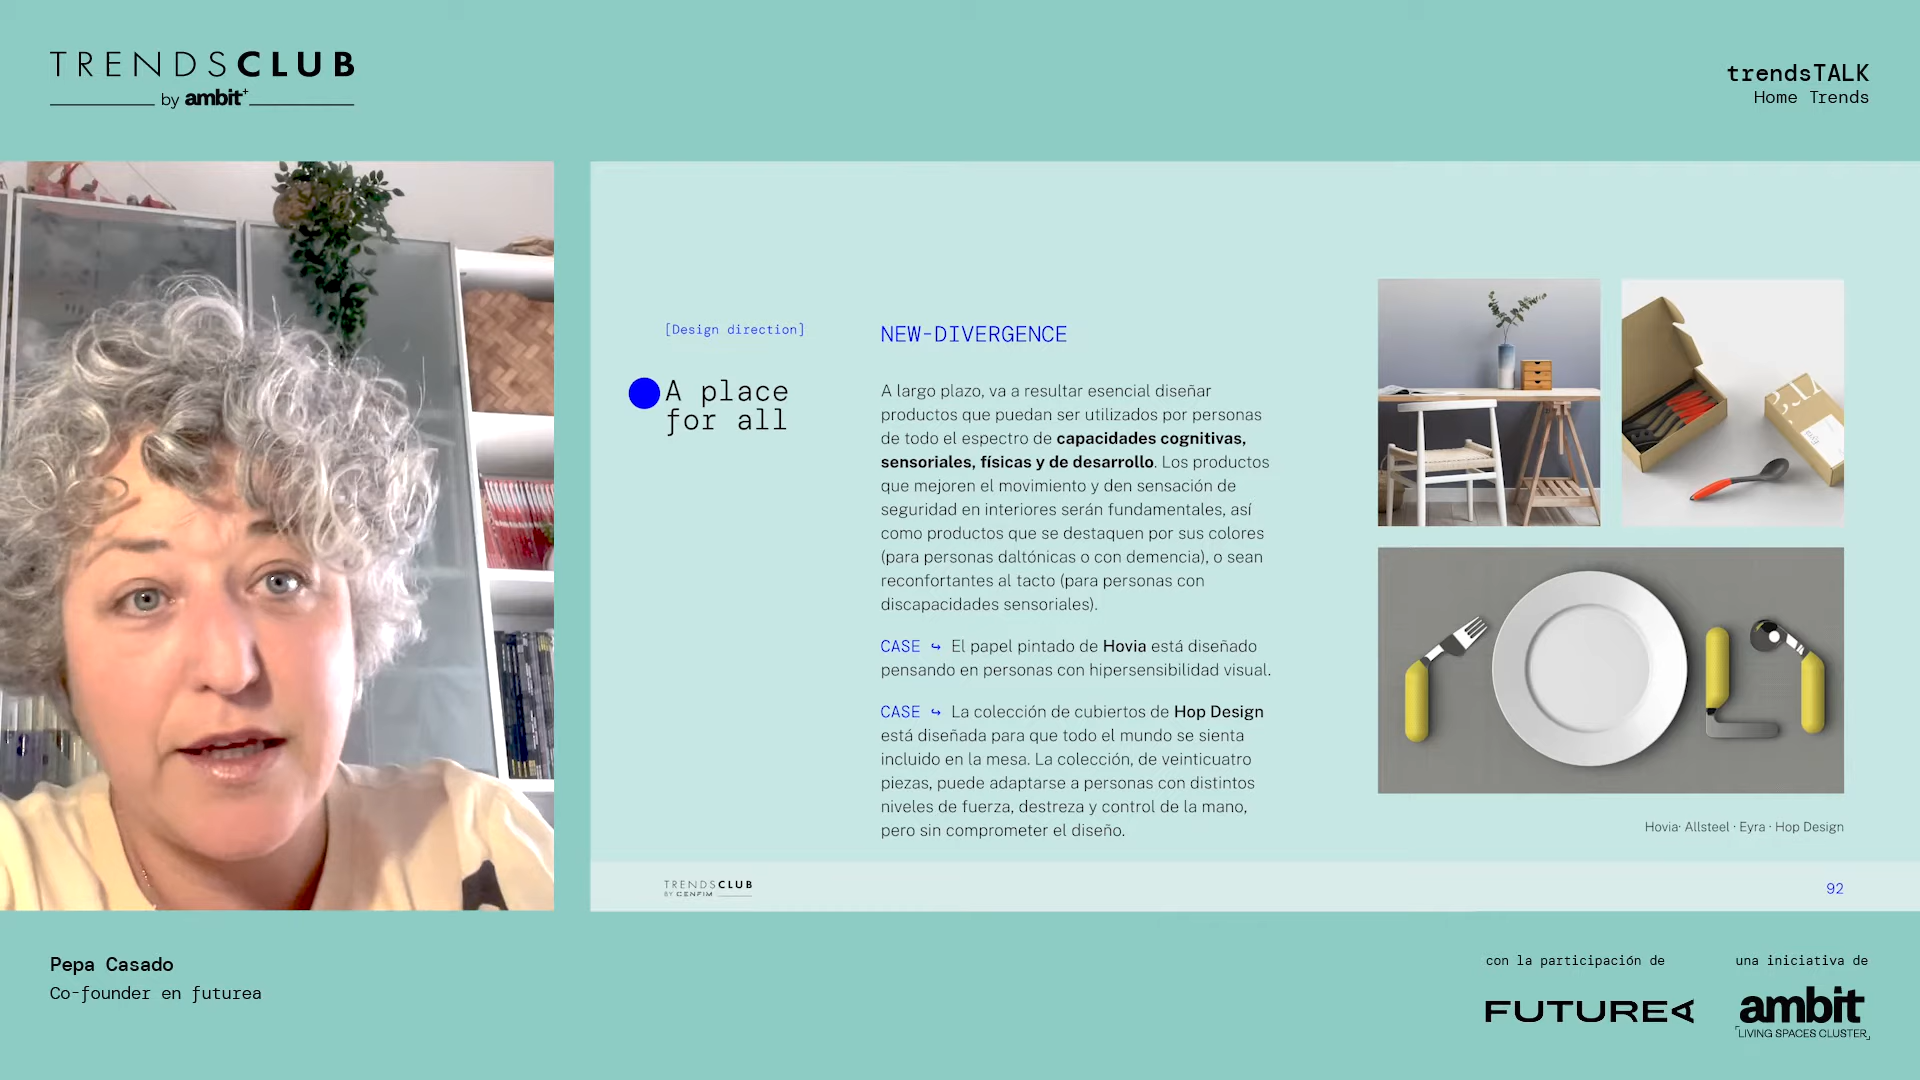 TRENDSCLUB
by ambit+
trendsTALK
Home Trends
[Design direction]
A place
for all
NEW-DIVERGENCE
A largo plazo, va a resultar esencial diseñar
productos que puedan ser utilizados por personas
de todo el espectro de capacidades cognitivas,
sensoriales, físicas y de desarrollo. Los productos
que mejoren el movimiento y den sensación de
seguridad en interiores serán fundamentales, así
como productos que se destaquen por sus colores
(para personas daltónicas o con demencia), o sean
reconfortantes al tacto (para personas con
discapacidades sensoriales).
CASE ↪ El papel pintado de Hovia está diseñado
pensando en personas con hipersensibilidad visual.
CASE ↪ La colección de cubiertos de Hop Design
está diseñada para que todo el mundo se sienta
incluido en la mesa. La colección, de veinticuatro
piezas, puede adaptarse a personas con distintos
niveles de fuerza, destreza y control de la mano,
pero sin comprometer el diseño.
Hovia· Allsteel · Eyra · Hop Design
TRENDSCLUB
BY CENFIM
92
Pepa Casado
Co-founder en futurea
con la participación de
FUTUREA
una iniciativa de
ambit
LIVING SPACES CLUSTER